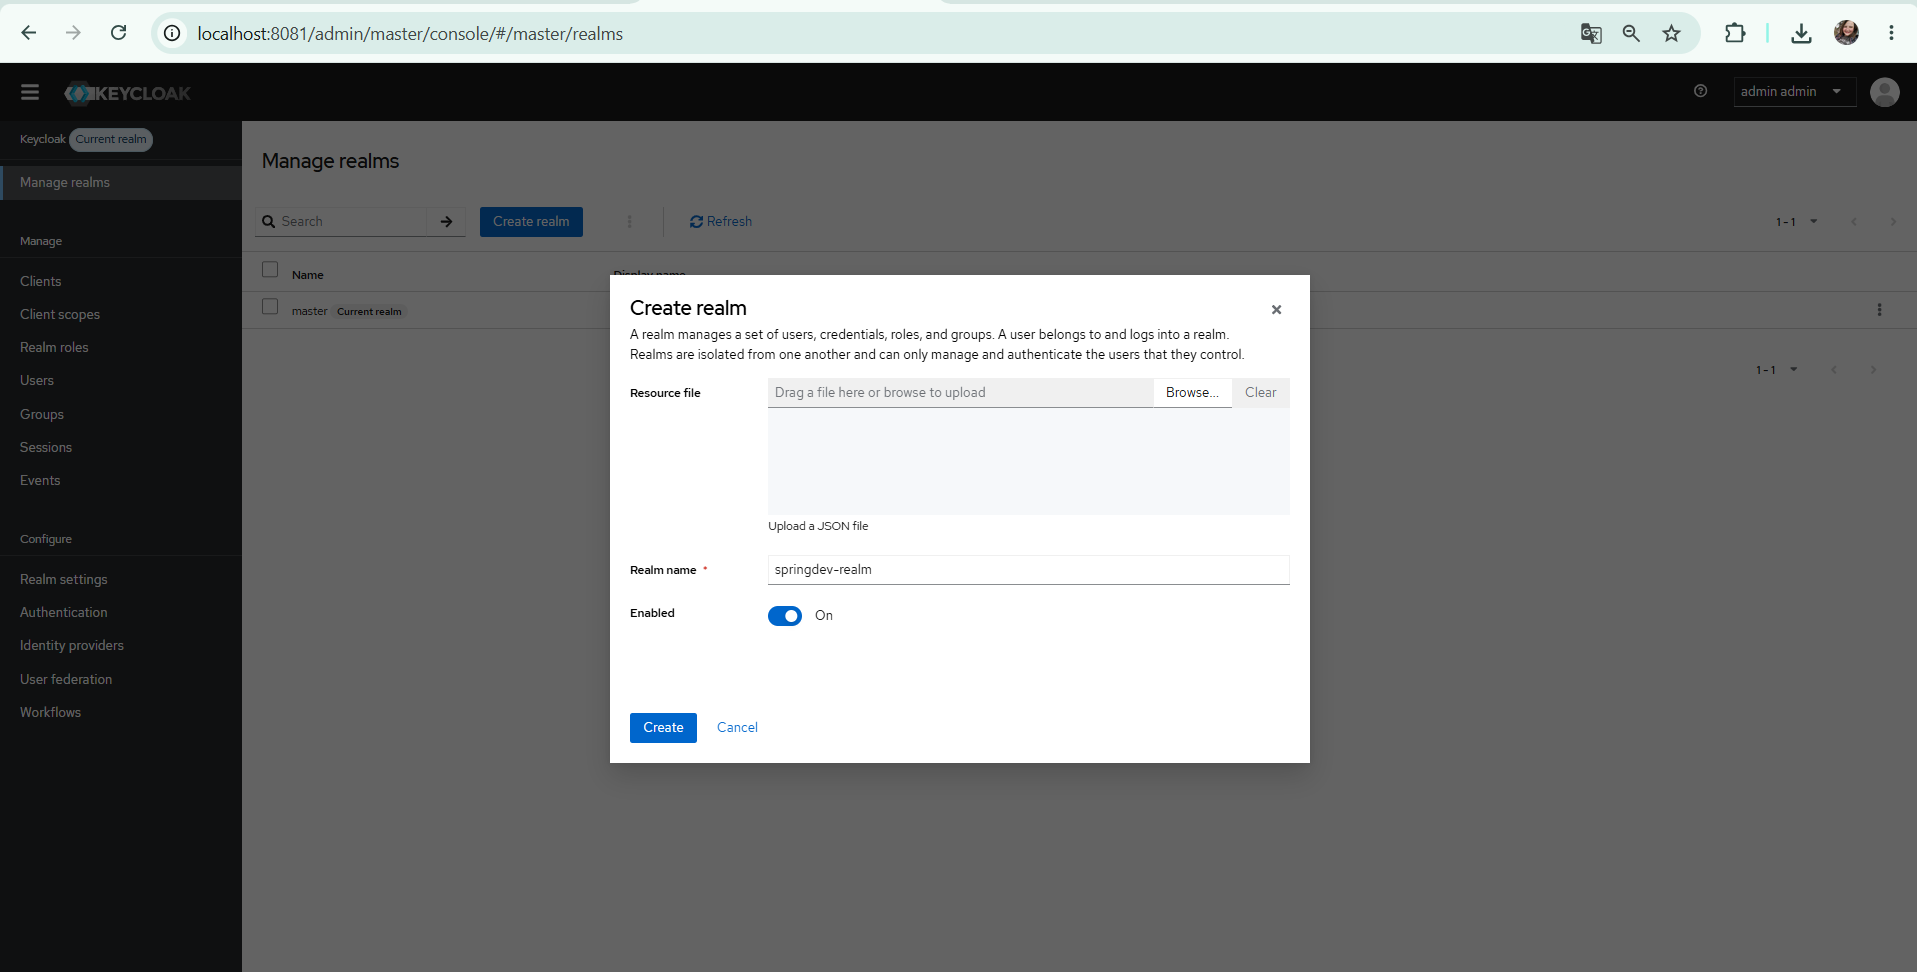 localhost:8081/admin/master/console/#/master/realms
KEYCLOAK
admin admin
Keycloak Current realm
Manage realms
Manage
Clients
Client scopes
Realm roles
Users
Groups
Sessions
Events
Configure
Realm settings
Authentication
Identity providers
User federation
Workflows
Manage realms
Search
Create realm
Refresh
1 - 1
Name
Display name
master Current realm
1 - 1
Create realm
A realm manages a set of users, credentials, roles, and groups. A user belongs to and logs into a realm.
Realms are isolated from one another and can only manage and authenticate the users that they control.
Resource file
Drag a file here or browse to upload
Browse...
Clear
Upload a JSON file
Realm name *
springdev-realm
Enabled
On
Create
Cancel